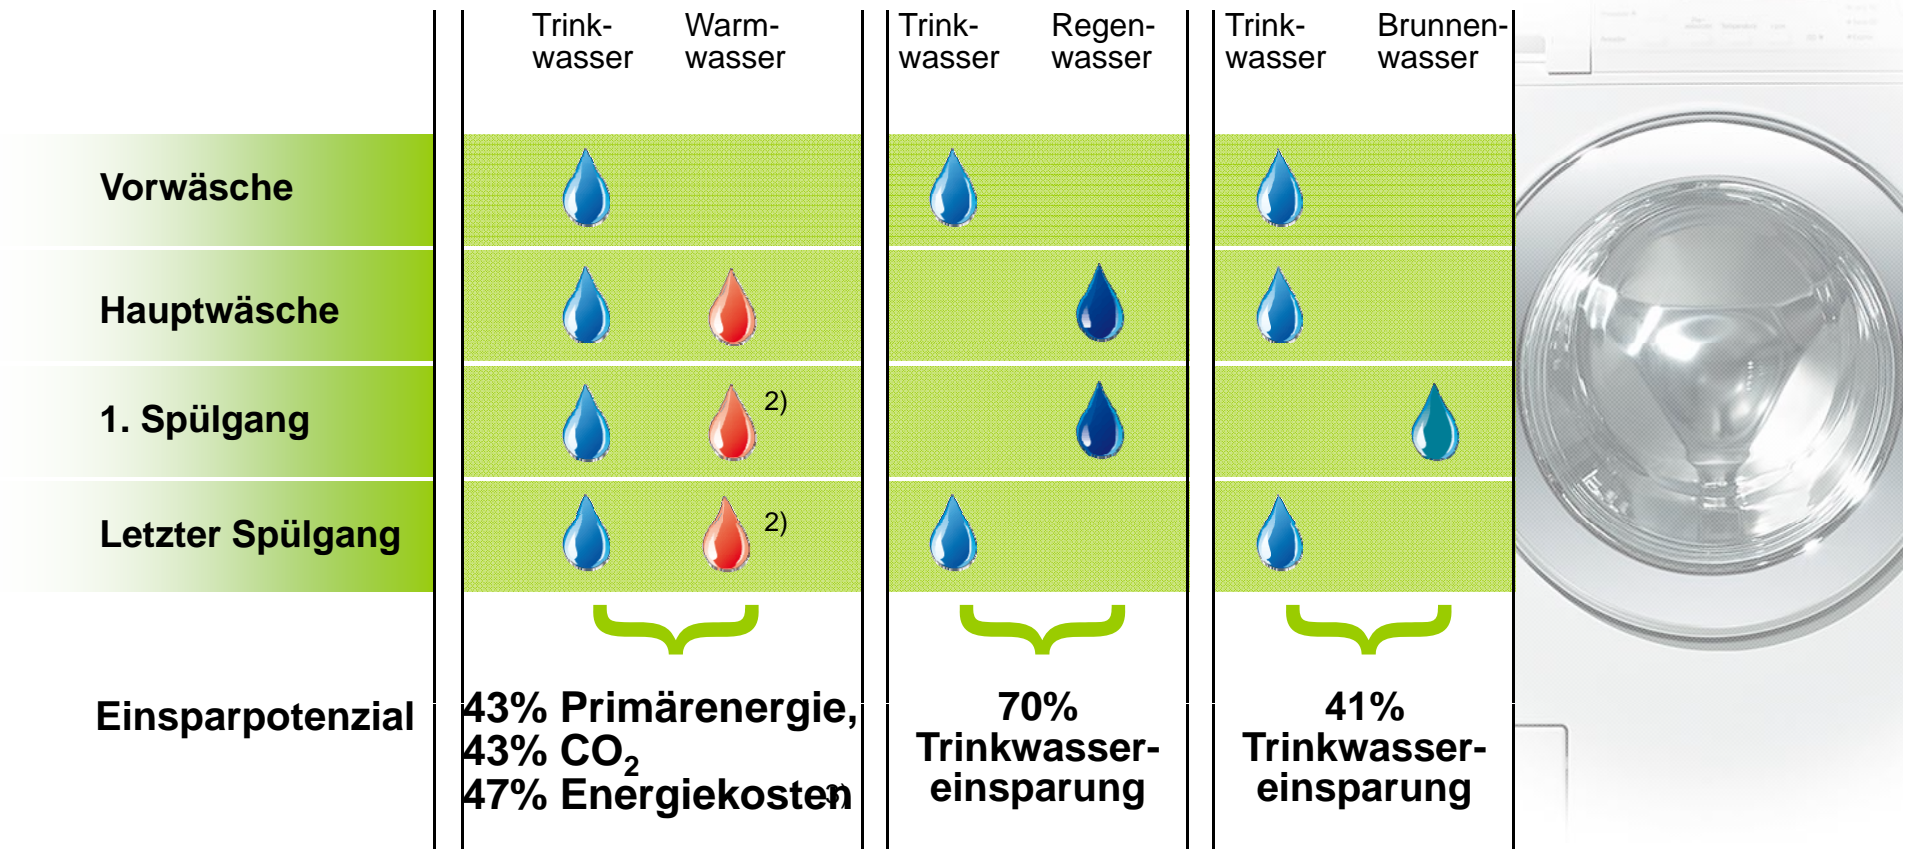 Trink-
wasser
Warm-
wasser
Trink-
wasser
Regen-
wasser
Trink-
wasser
Brunnen-
wasser
Vorwäsche
Hauptwäsche
1. Spülgang
2)
Letzter Spülgang
2)
Einsparpotenzial
43% Primärenergie,
43% CO₂
47% Energiekosten 3)
70%
Trinkwasser-
einsparung
41%
Trinkwasser-
einsparung